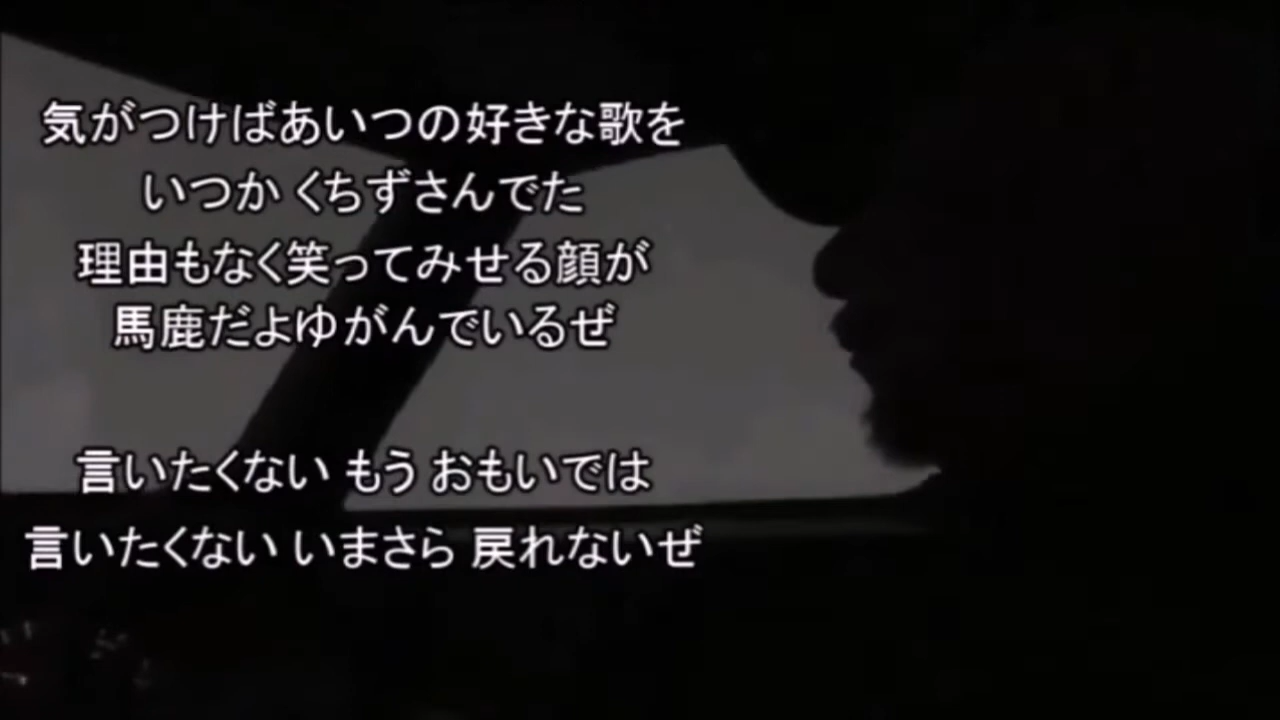 気がつけばあいつの好きな歌を
いつか くちずさんでた
理由もなく笑ってみせる顔が
馬鹿だよゆがんでいるぜ
言いたくない もう おもいでは
言いたくない いまさら 戻れないぜ